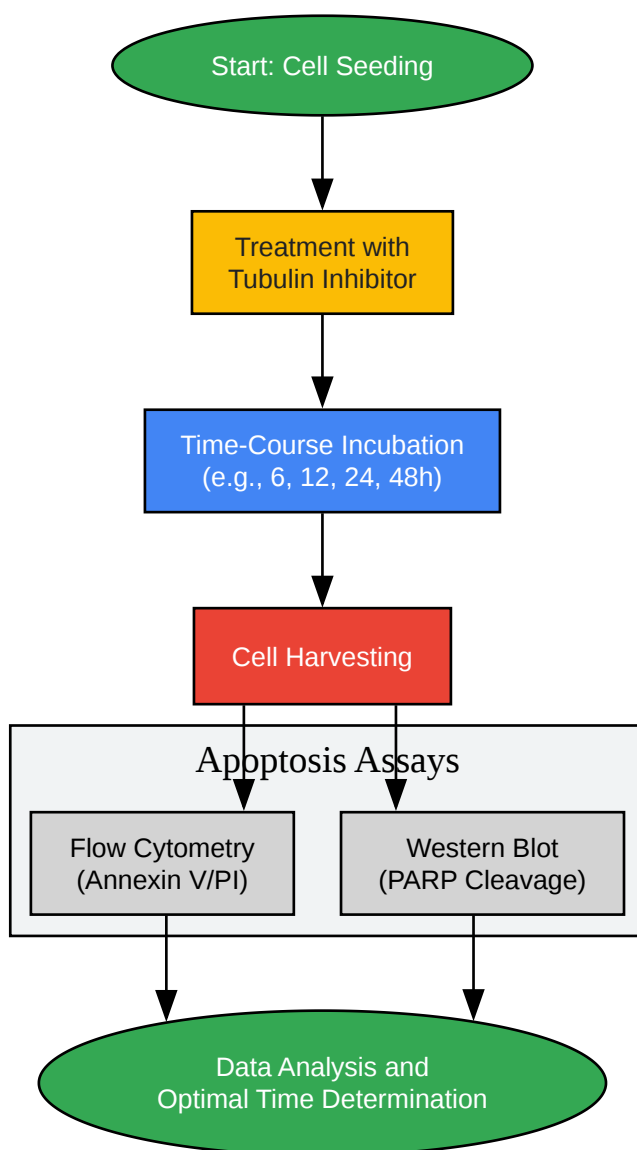 Start: Cell Seeding
Treatment with
Tubulin Inhibitor
Time-Course Incubation
(e.g., 6, 12, 24, 48h)
Cell Harvesting
Apoptosis Assays
Flow Cytometry
(Annexin V/PI)
Western Blot
(PARP Cleavage)
Data Analysis and
Optimal Time Determination